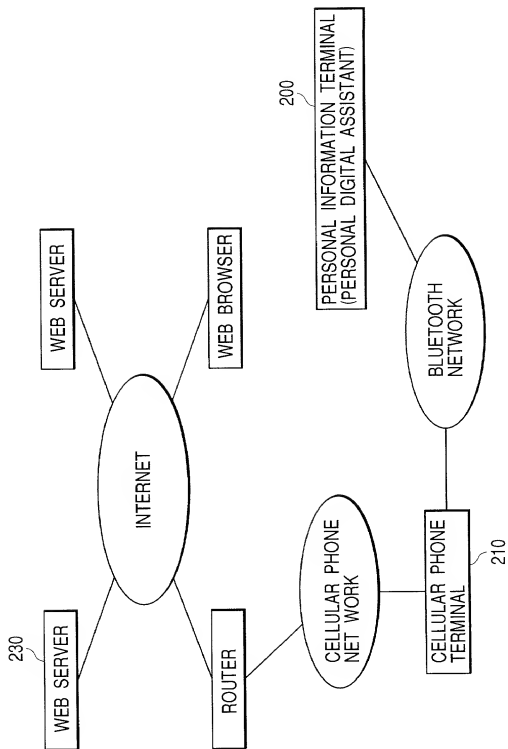 230
WEB SERVER
WEB SERVER
INTERNET
ROUTER
WEB BROWSER
CELLULAR PHONE
NET WORK
200
PERSONAL INFORMATION TERMINAL
(PERSONAL DIGITAL ASSISTANT)
CELLULAR PHONE
TERMINAL
210
BLUETOOTH
NETWORK